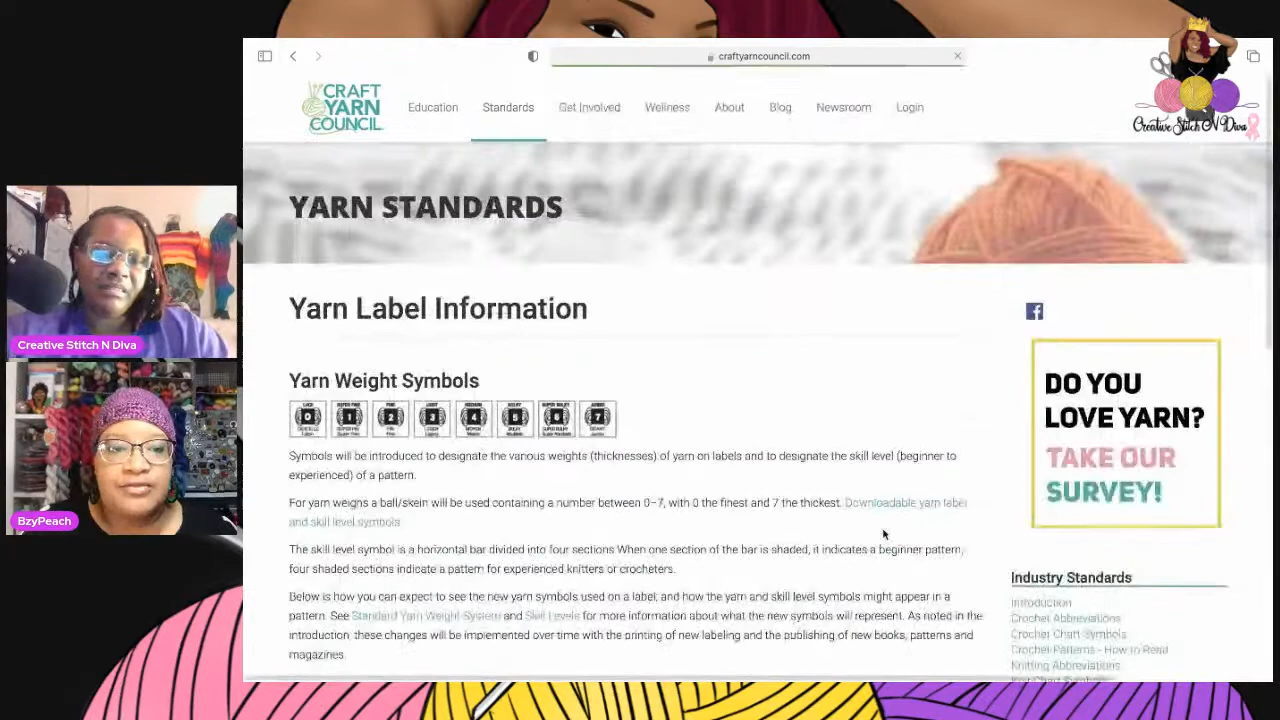 craftyarncouncil.com
CRAFT
YARN
COUNCIL
Education Standards Get Involved Wellness About Blog Newsroom Login
Creative Stitch N Diva
YARN STANDARDS
Yarn Label Information
Yarn Weight Symbols
0 1 2 3 4 5 6 7
Symbols will be introduced to designate the various weights (thicknesses) of yarn on labels and to designate the skill level (beginner to
experienced) of a pattern.
For yarn weighs a ball/skein will be used containing a number between 0–7, with 0 the finest and 7 the thickest. Downloadable yarn label
and skill level symbols
The skill level symbol is a horizontal bar divided into four sections When one section of the bar is shaded, it indicates a beginner pattern,
four shaded sections indicate a pattern for experienced knitters or crocheters.
Below is how you can expect to see the new yarn symbols used on a label, and how the yarn and skill level symbols might appear in a
pattern. See Standard Yarn Weight System and Skill Levels for more information about what the new symbols will represent. As noted in the
introduction, these changes will be implemented over time with the printing of new labeling and the publishing of new books, patterns and
magazines.
DO YOU
LOVE YARN?
TAKE OUR
SURVEY!
Industry Standards
Introduction
Crochet Abbreviations
Crochet Chart Symbols
Crochet Patterns - How to Read
Knitting Abbreviations
Knit Chart Symbols
Creative Stitch N Diva
BzyPeach